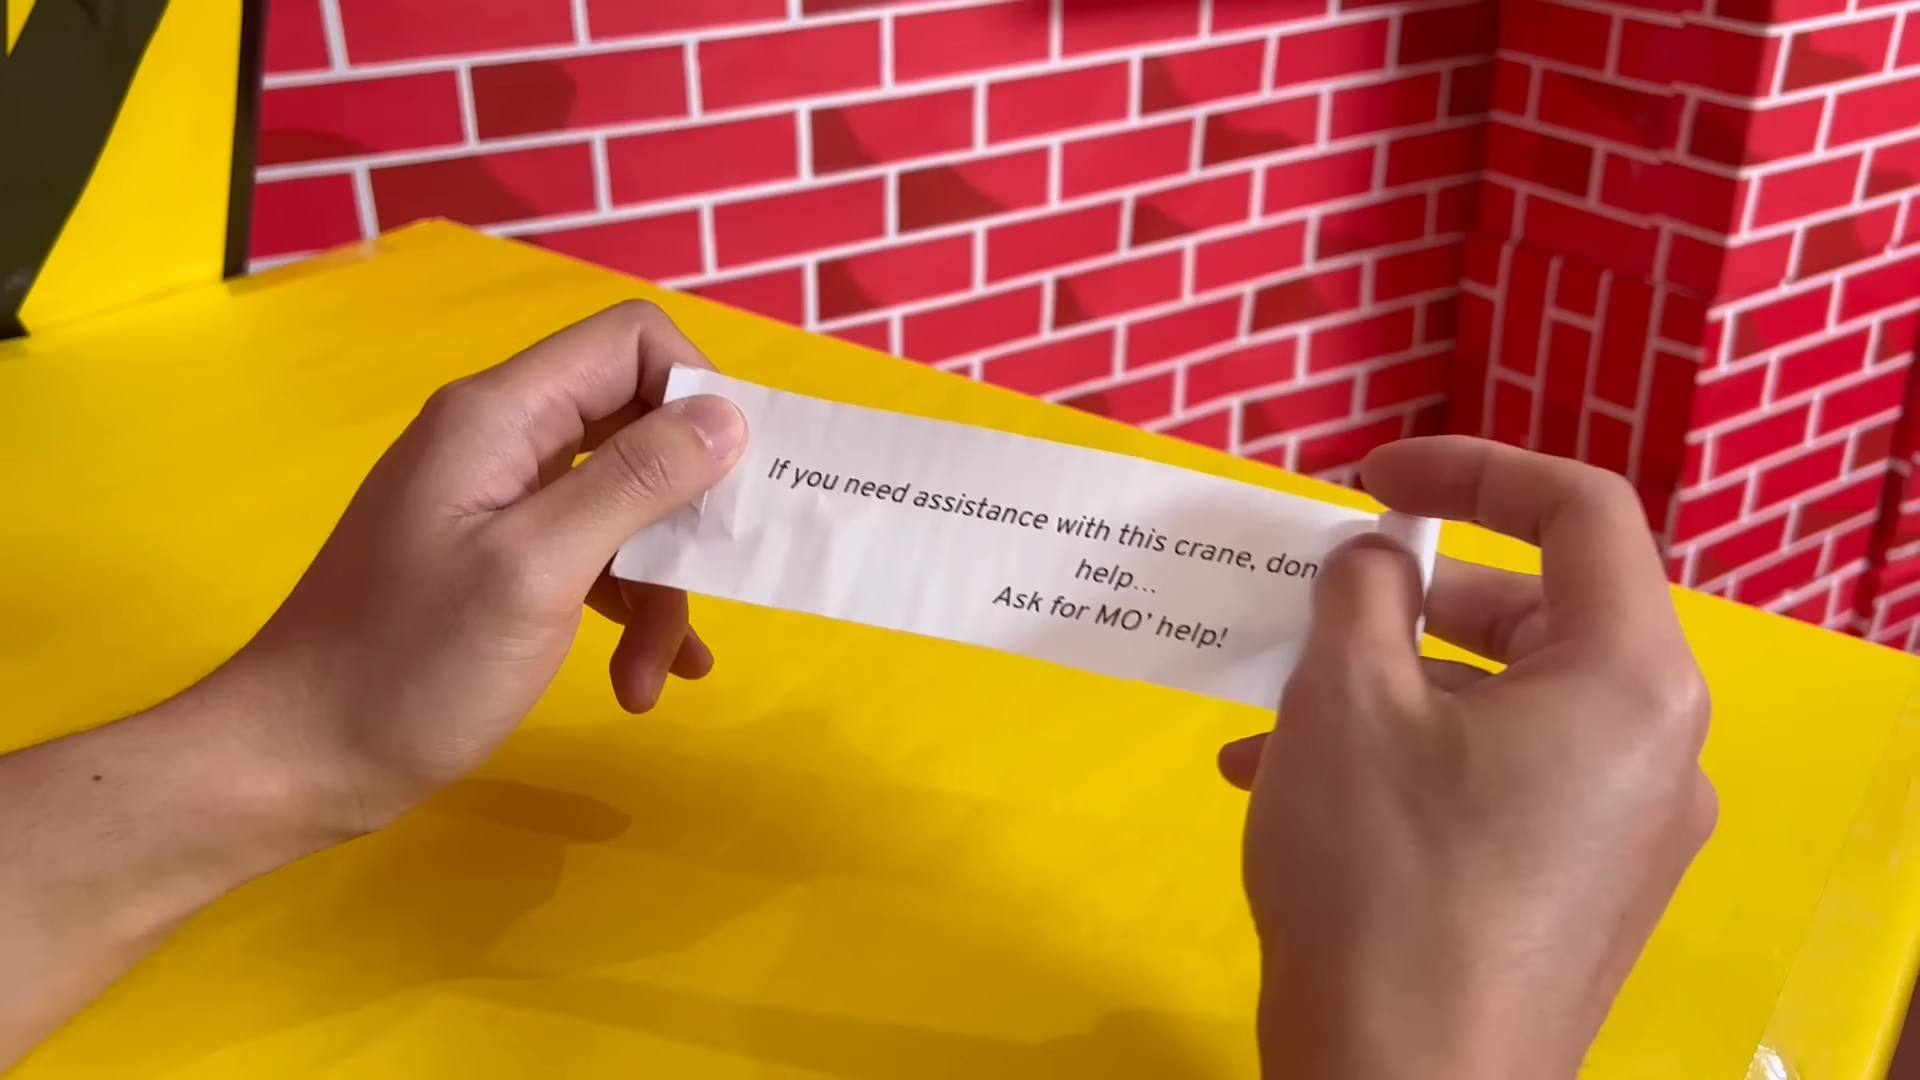 If you need assistance with this crane, don
help...
Ask for MO' help!